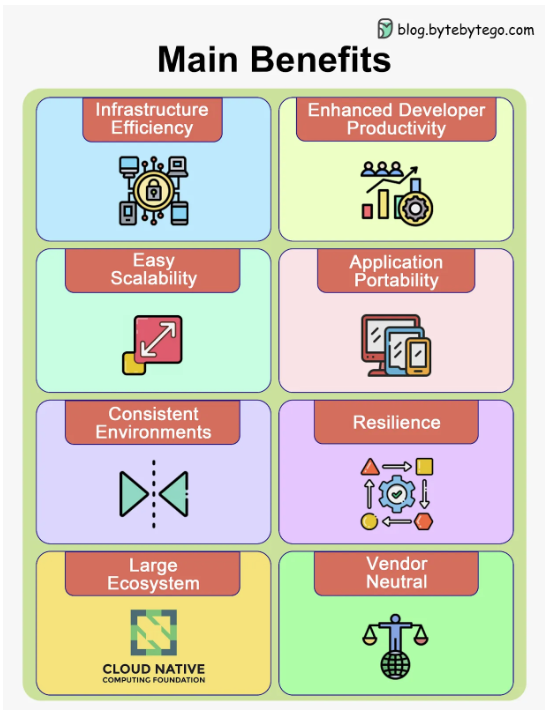 blog.bytebytego.com
Main Benefits
Infrastructure
Efficiency
Enhanced Developer
Productivity
Easy
Scalability
Application
Portability
Consistent
Environments
Resilience
Large
Ecosystem
CLOUD NATIVE
COMPUTING FOUNDATION
Vendor
Neutral